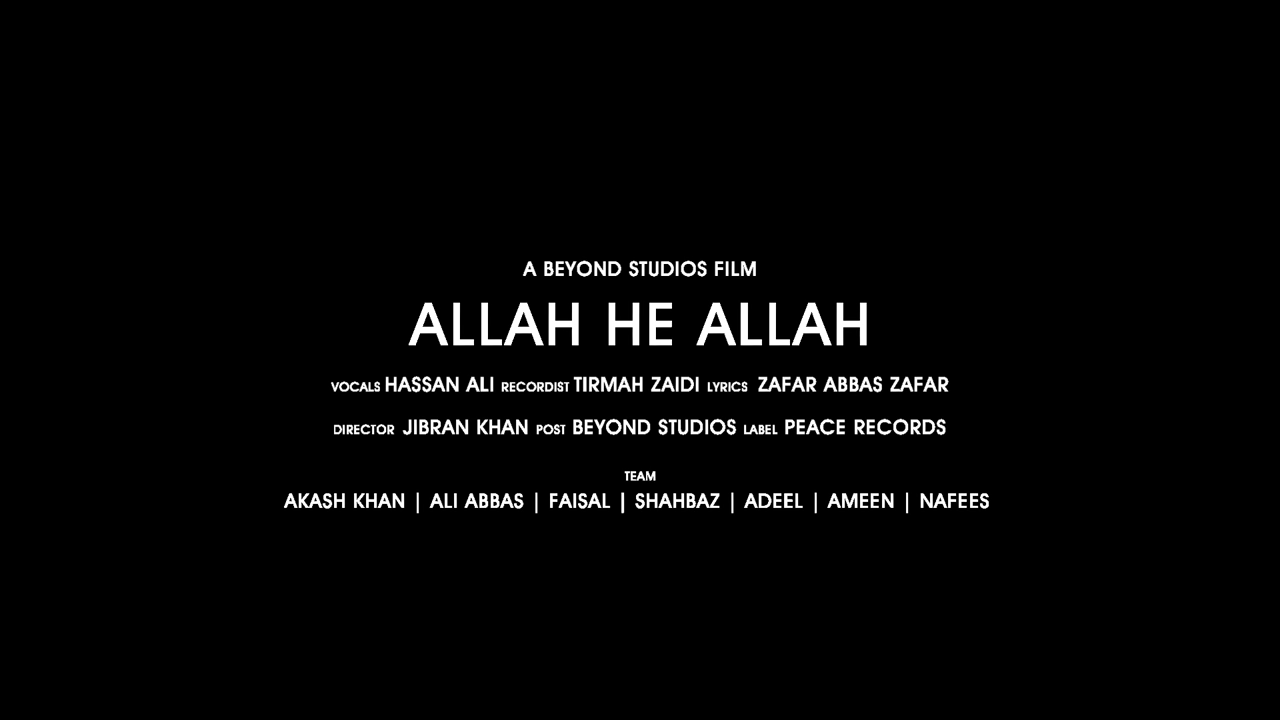 A BEYOND STUDIOS FILM
ALLAH HE ALLAH
VOCALS HASSAN ALI RECORDIST TIRMAH ZAIDI LYRICS ZAFAR ABBAS ZAFAR
DIRECTOR JIBRAN KHAN POST BEYOND STUDIOS LABEL PEACE RECORDS
TEAM
AKASH KHAN | ALI ABBAS | FAISAL | SHAHBAZ | ADEEL | AMEEN | NAFEES